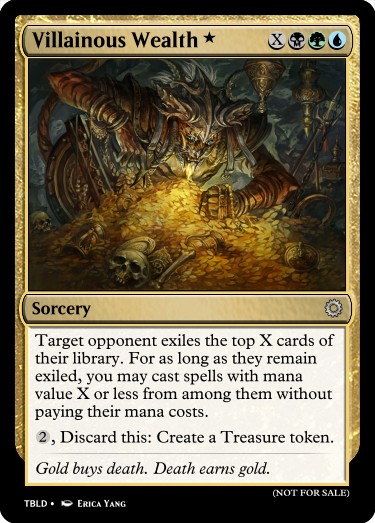 Villainous Wealth ★
X B G U
Sorcery
Target opponent exiles the top X cards of
their library. For as long as they remain
exiled, you may cast spells with mana
value X or less from among them without
paying their mana costs.
2, Discard this: Create a Treasure token.
Gold buys death. Death earns gold.
(NOT FOR SALE)
TBLD • Erica Yang